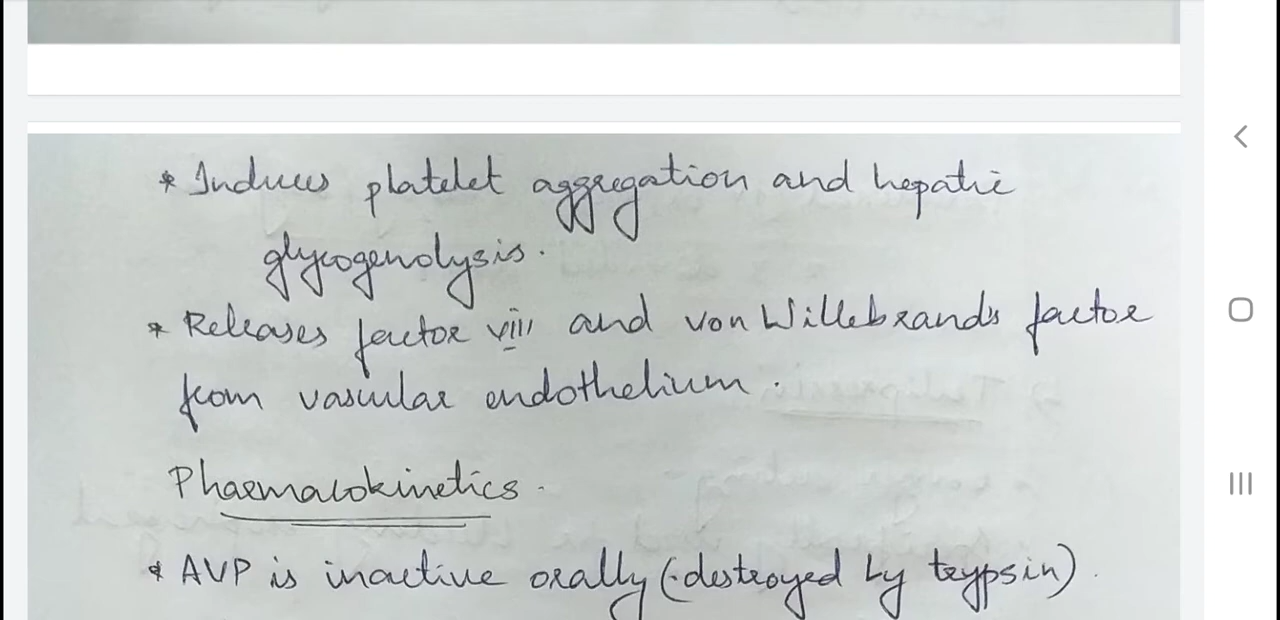 * Induces platelet aggregation and hepatic
glycogenolysis.
* Releases factor viii and von Willebrand's factor
from vascular endothelium.
Pharmacokinetics.
* AVP is inactive orally (destroyed by trypsin).